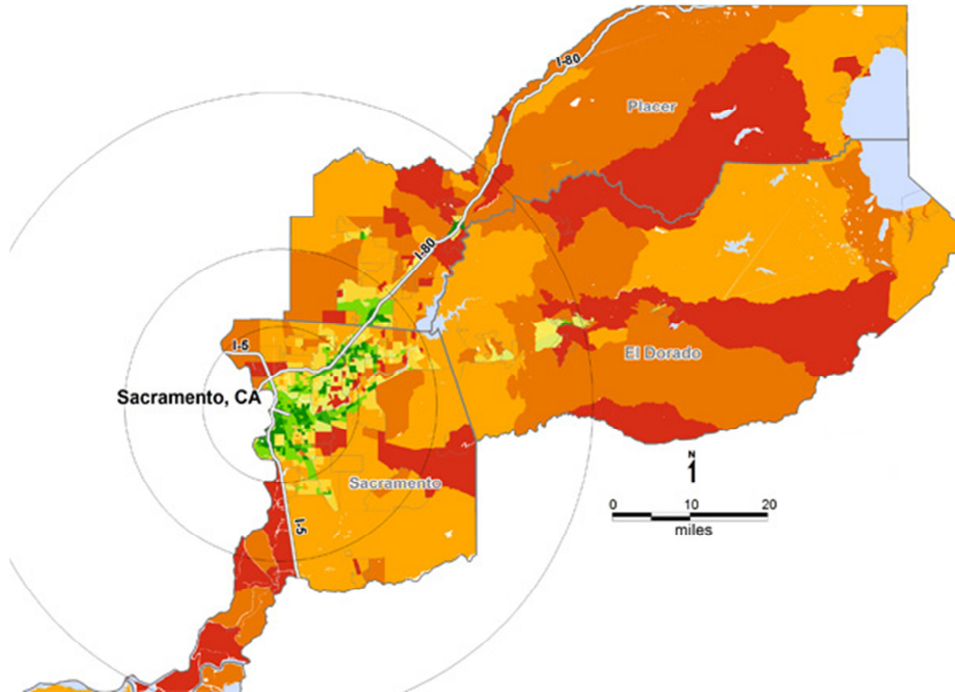 I-80
Placer
I-80
I-5
El Dorado
Sacramento, CA
N
Sacramento
0 10 20
miles
I-5